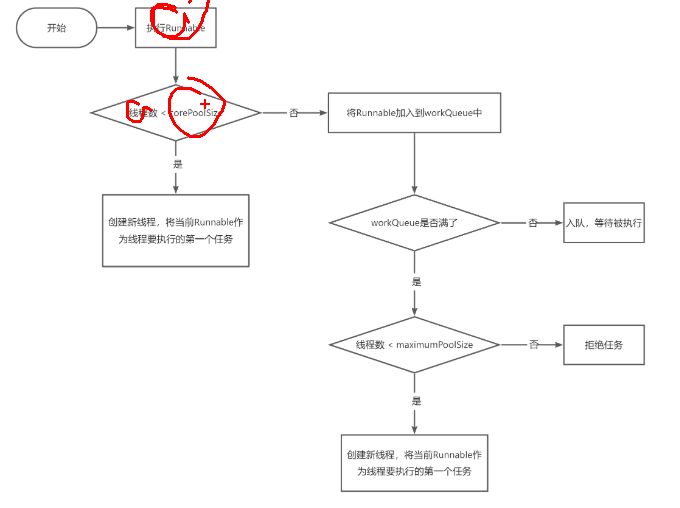 开始
执行Runnable
线程数 < corePoolSize
否
将Runnable加入到workQueue中
是
创建新线程，将当前Runnable作
为线程要执行的第一个任务
workQueue是否满了
否
入队，等待被执行
是
线程数 < maximumPoolSize
否
拒绝任务
是
创建新线程，将当前Runnable作
为线程要执行的第一个任务